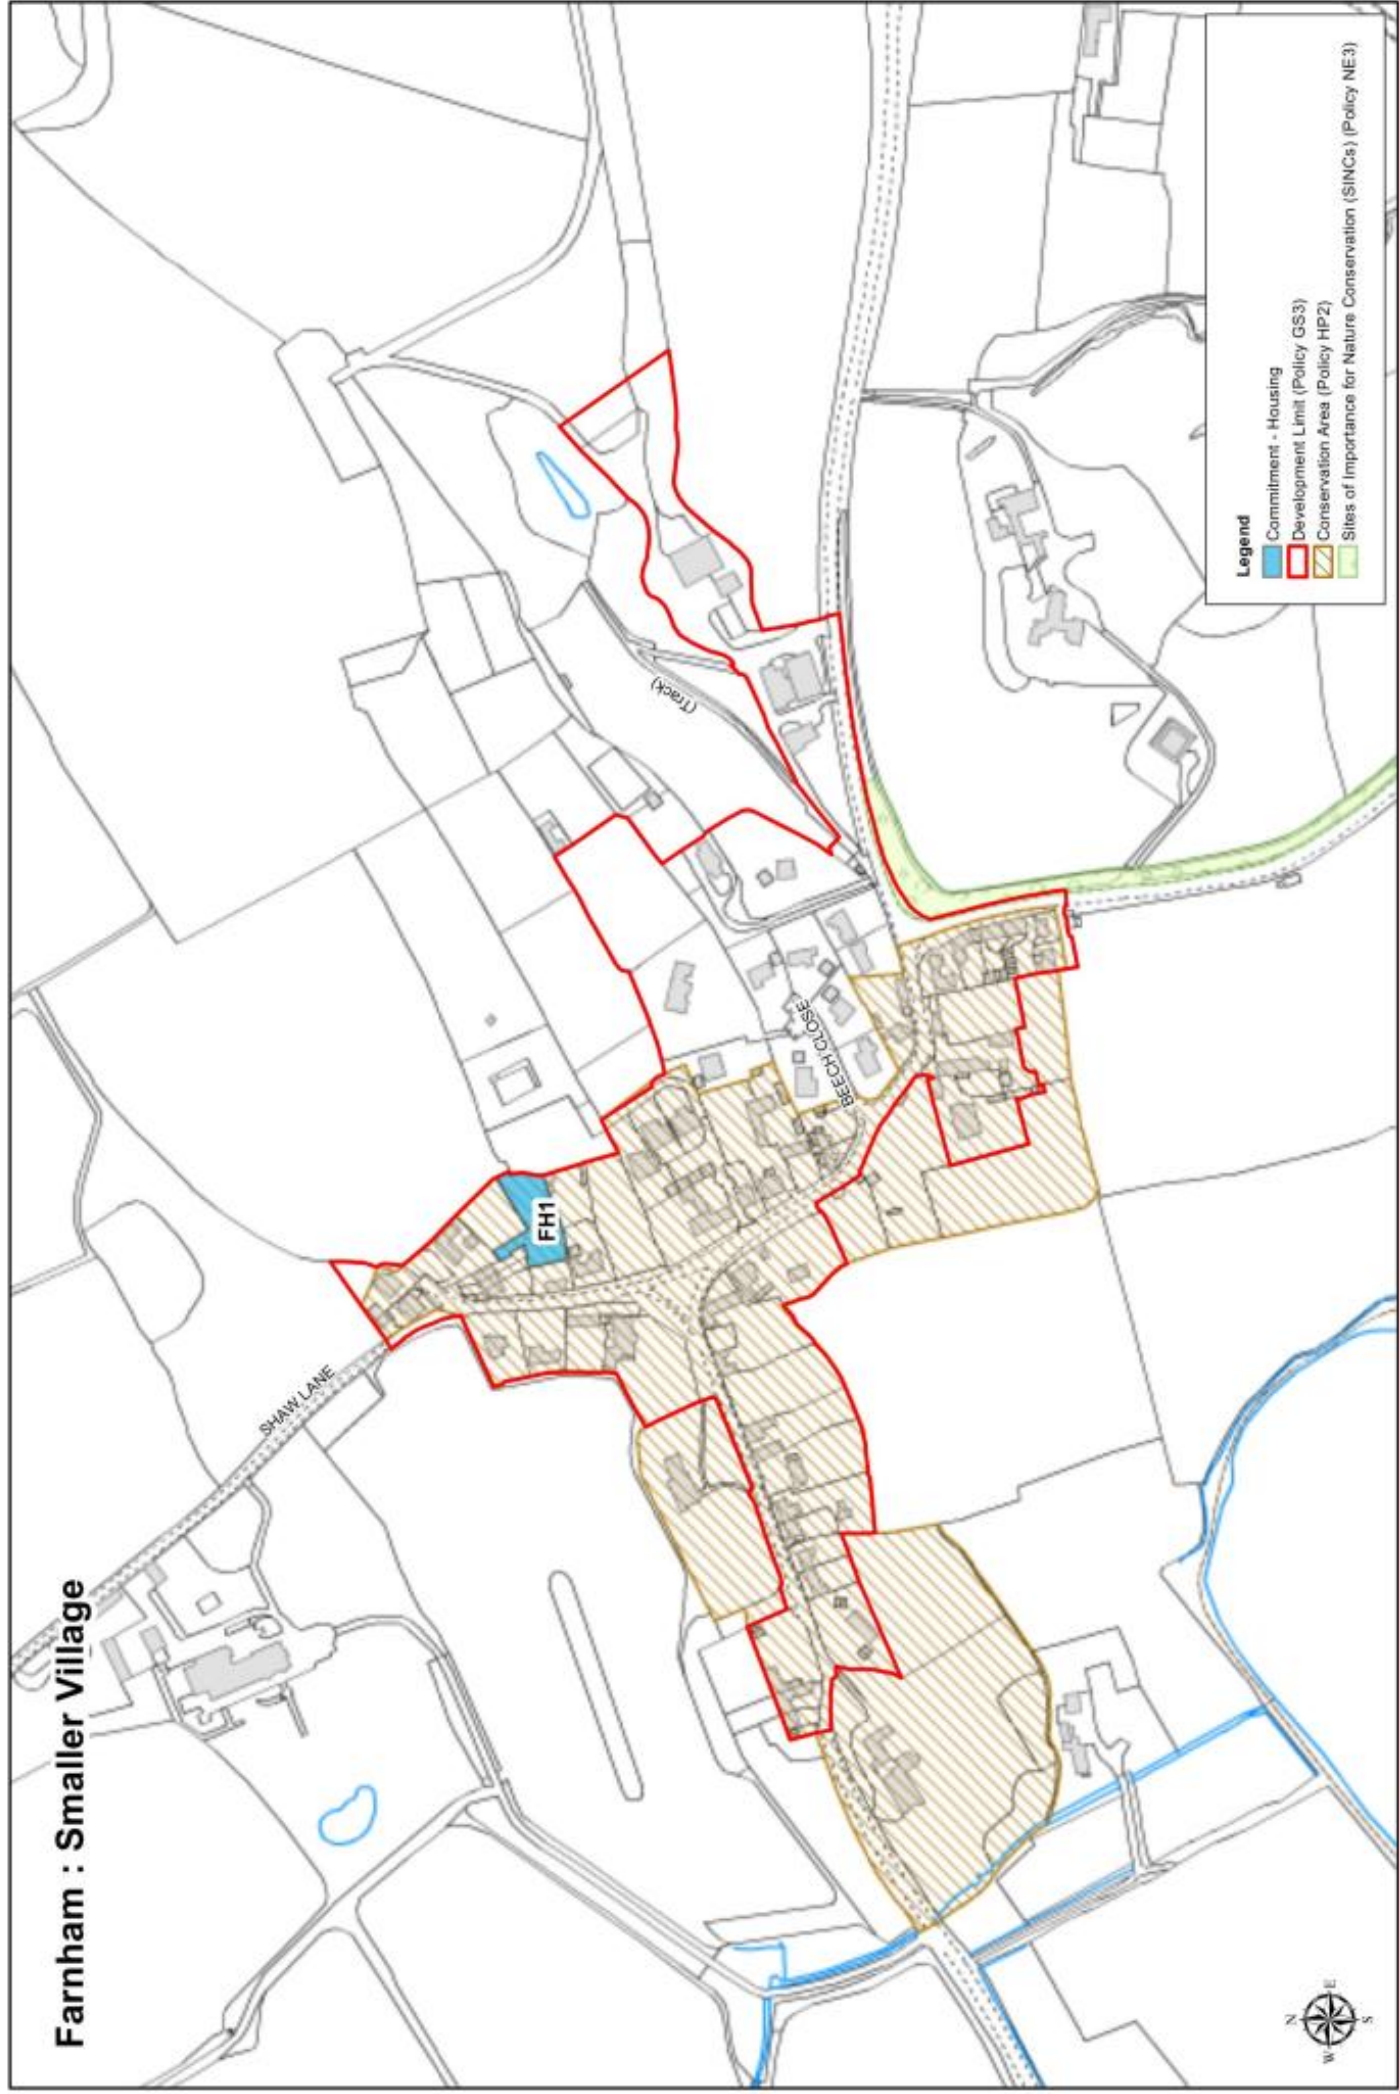 Farnham : Smaller Village
SHAW LANE
FH1
(Track)
BEECH CLOSE
Legend
Commitment - Housing
Development Limit (Policy GS3)
Conservation Area (Policy HP2)
Sites of Importance for Nature Conservation (SINCs) (Policy NE3)
N
W
E
S